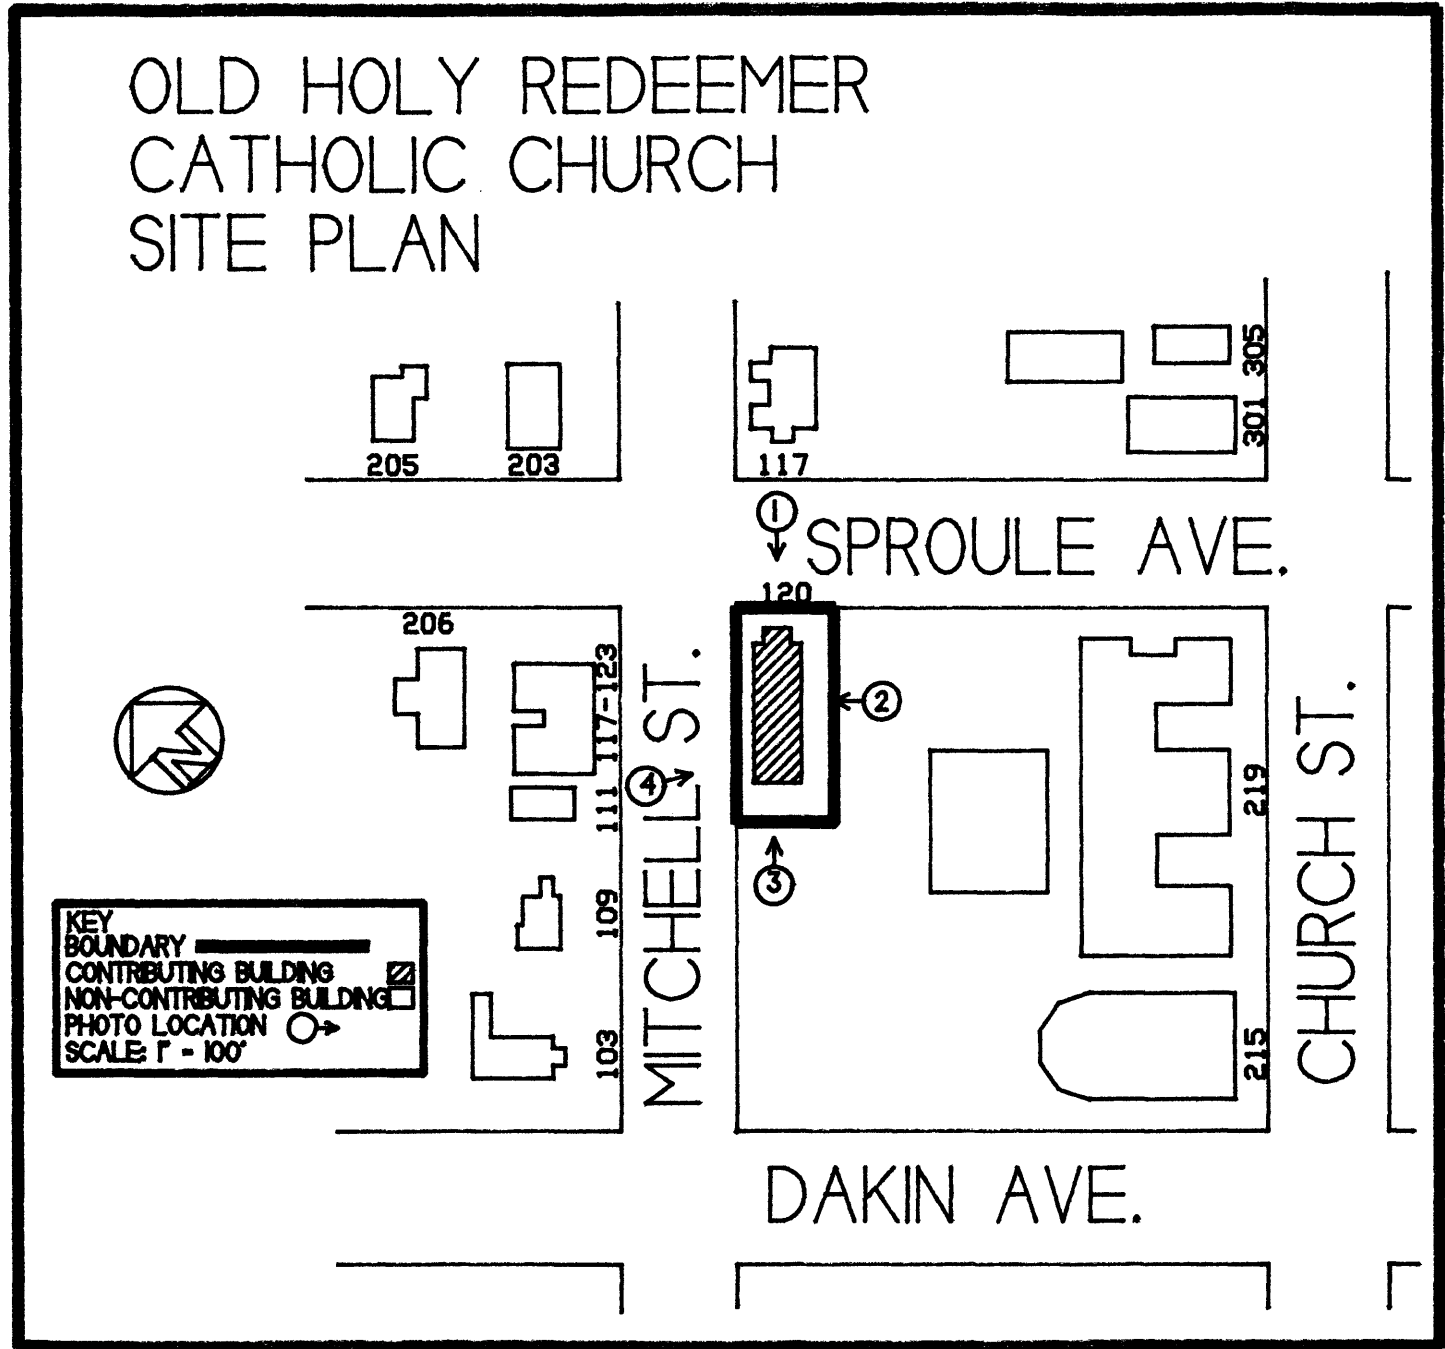 OLD HOLY REDEEMER
CATHOLIC CHURCH
SITE PLAN
305
301
205
203
117
1
SPROULE AVE.
120
206
117-123
MITCHELL ST.
2
CHURCH ST.
N
4
111
219
3
109
KEY
BOUNDARY
CONTRIBUTING BUILDING
NON-CONTRIBUTING BUILDING
PHOTO LOCATION
SCALE: 1" = 100'
103
215
DAKIN AVE.